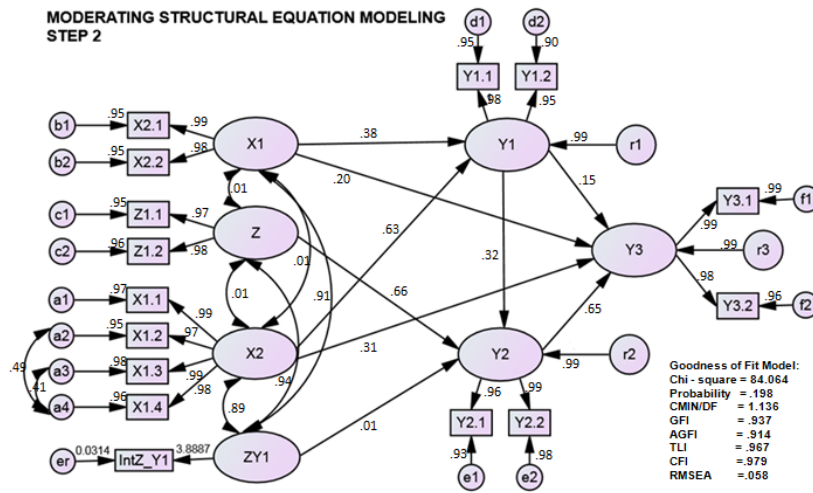 MODERATING STRUCTURAL EQUATION MODELING
STEP 2
d1 d2
.95 .90
Y1.1 Y1.2
.98 .95
b1 .95 X2.1 .99
b2 .95 X2.2 .98
X1 .38 Y1 .99 r1
.20 .15
.01
c1 .95 Z1.1 .97
c2 .96 Z1.2 .98
Z .63 .01 .91 .32
Y3.1 .99 f1
.99
Y3 .99 r3
.98
Y3.2 .96 f2
.01 .66 .65
a1 .97 X1.1 .99
a2 .95 X1.2 .97
a3 .98 X1.3 .99
a4 .96 X1.4 .98
.49 .41
X2 .31 Y2 .99 r2
.94
.89 .01
.96 .99
Y2.1 Y2.2
.93 .98
e1 e2
er 0.0314 IntZ_Y1 3.8887 ZY1
Goodness of Fit Model:
Chi - square = 84.064
Probability = .198
CMIN/DF = 1.136
GFI = .937
AGFI = .914
TLI = .967
CFI =.979
RMSEA =.058